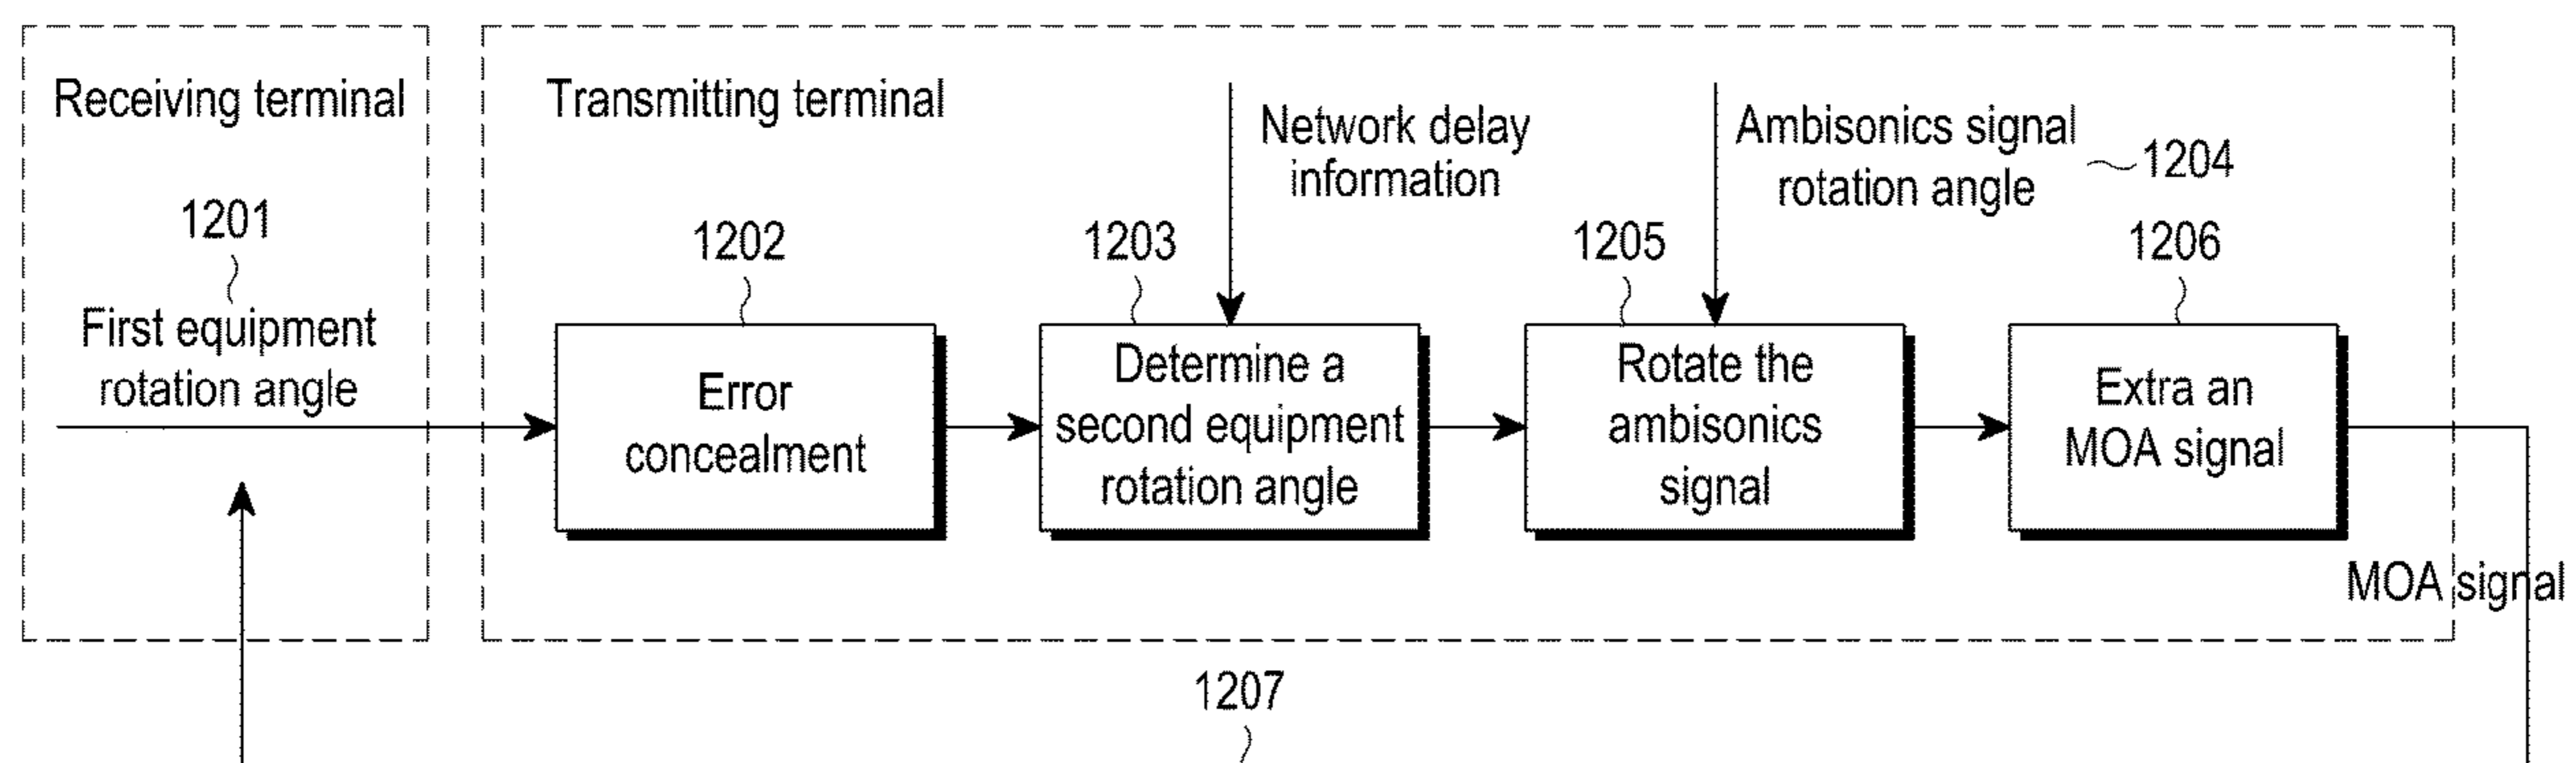 Receiving terminal
1201
First equipment
rotation angle
Transmitting terminal
Network delay
information
Ambisonics signal
rotation angle
1204
1202
Error
concealment
1203
Determine a
second equipment
rotation angle
1205
Rotate the
ambisonics
signal
1206
Extra an
MOA signal
MOA signal
1207